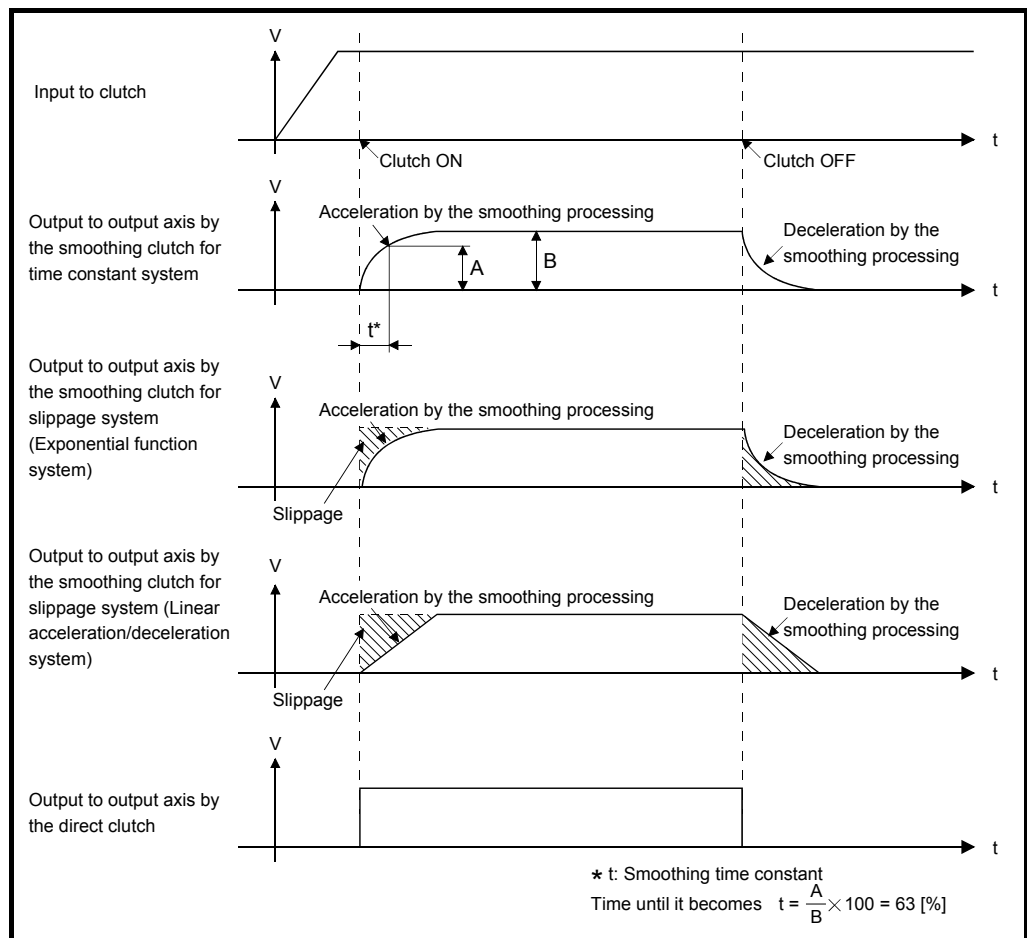 V
Input to clutch
t
Clutch ON
Clutch OFF
V
Output to output axis by
the smoothing clutch for
time constant system
Acceleration by the smoothing processing
A
B
Deceleration by the
smoothing processing
t
t*
Output to output axis by
the smoothing clutch for
slippage system
(Exponential function
system)
V
Acceleration by the smoothing processing
Deceleration by the
smoothing processing
t
Slippage
Output to output axis by
the smoothing clutch for
slippage system (Linear
acceleration/deceleration
system)
V
Acceleration by the smoothing processing
Deceleration by the
smoothing processing
t
Slippage
V
Output to output axis by
the direct clutch
t
* t: Smoothing time constant
Time until it becomes t = A/B × 100 = 63 [%]